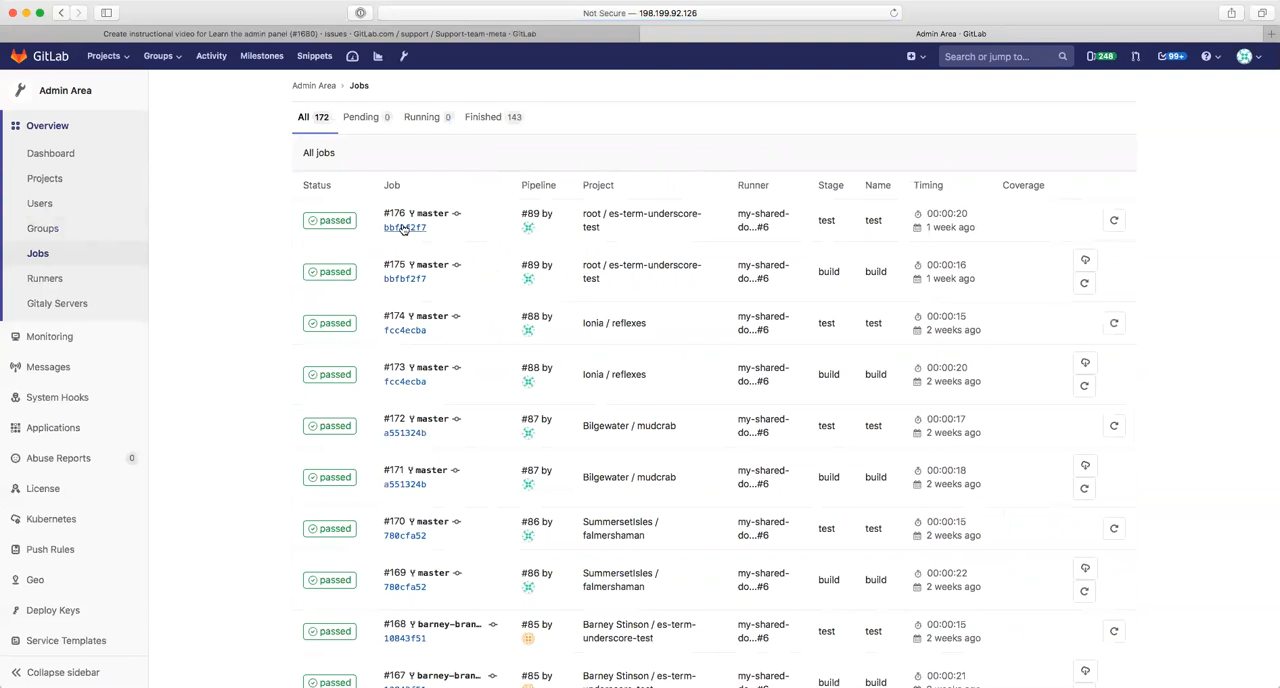 Not Secure — 198.199.92.126
Create instructional video for Learn the admin panel (#1680) · Issues · GitLab.com / support / Support-team-meta · GitLab
Admin Area · GitLab
GitLab Projects Groups Activity Milestones Snippets Search or jump to... 248 99+
Admin Area
Overview
Dashboard
Projects
Users
Groups
Jobs
Runners
Gitaly Servers
Monitoring
Messages
System Hooks
Applications
Abuse Reports 0
License
Kubernetes
Push Rules
Geo
Deploy Keys
Service Templates
Collapse sidebar
Admin Area › Jobs
All 172 Pending 0 Running 0 Finished 143
All jobs
Status Job Pipeline Project Runner Stage Name Timing Coverage
passed #176 master #89 by root / es-term-underscore- my-shared- test test 00:00:20
test do...#6 1 week ago
passed #175 master #89 by root / es-term-underscore- my-shared- build build 00:00:16
bbfbf2f7 test do...#6 1 week ago
passed #174 master #88 by Ionia / reflexes my-shared- test test 00:00:15
fcc4ecba do...#6 2 weeks ago
passed #173 master #88 by Ionia / reflexes my-shared- build build 00:00:20
fcc4ecba do...#6 2 weeks ago
passed #172 master #87 by Bilgewater / mudcrab my-shared- test test 00:00:17
a551324b do...#6 2 weeks ago
passed #171 master #87 by Bilgewater / mudcrab my-shared- build build 00:00:18
a551324b do...#6 2 weeks ago
passed #170 master #86 by SummersetIsles / my-shared- test test 00:00:15
780cfa52 falmershaman do...#6 2 weeks ago
passed #169 master #86 by SummersetIsles / my-shared- build build 00:00:22
780cfa52 falmershaman do...#6 2 weeks ago
passed #168 barney-bran... #85 by Barney Stinson / es-term- my-shared- test test 00:00:15
10843f51 underscore-test do...#6 2 weeks ago
passed #167 barney-bran... #85 by Barney Stinson / es-term- my-shared- build build 00:00:21